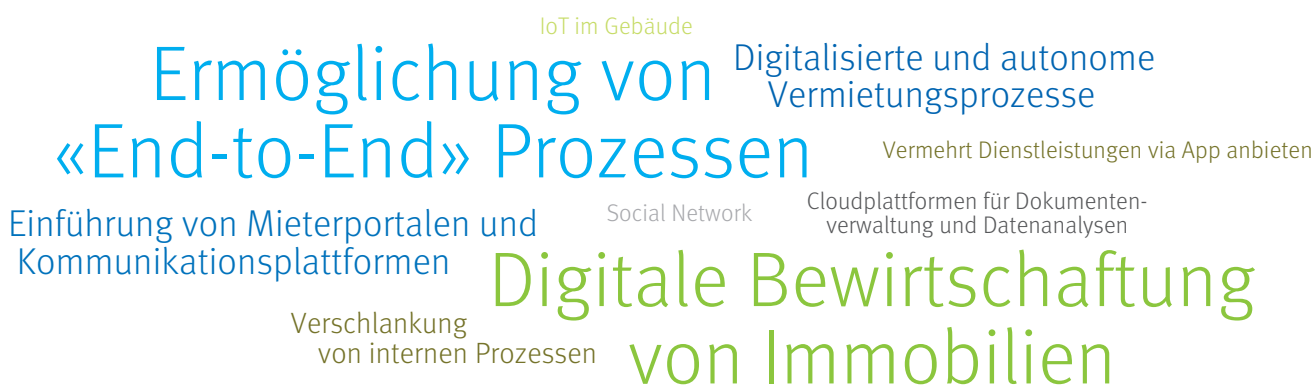 IoT im Gebäude
Ermöglichung von
«End-to-End» Prozessen
Digitalisierte und autonome
Vermietungsprozesse
Vermehrt Dienstleistungen via App anbieten
Einführung von Mieterportalen und
Kommunikationsplattformen
Social Network
Cloudplattformen für Dokumenten-
verwaltung und Datenanalysen
Digitale Bewirtschaftung
von Immobilien
Verschlankung
von internen Prozessen